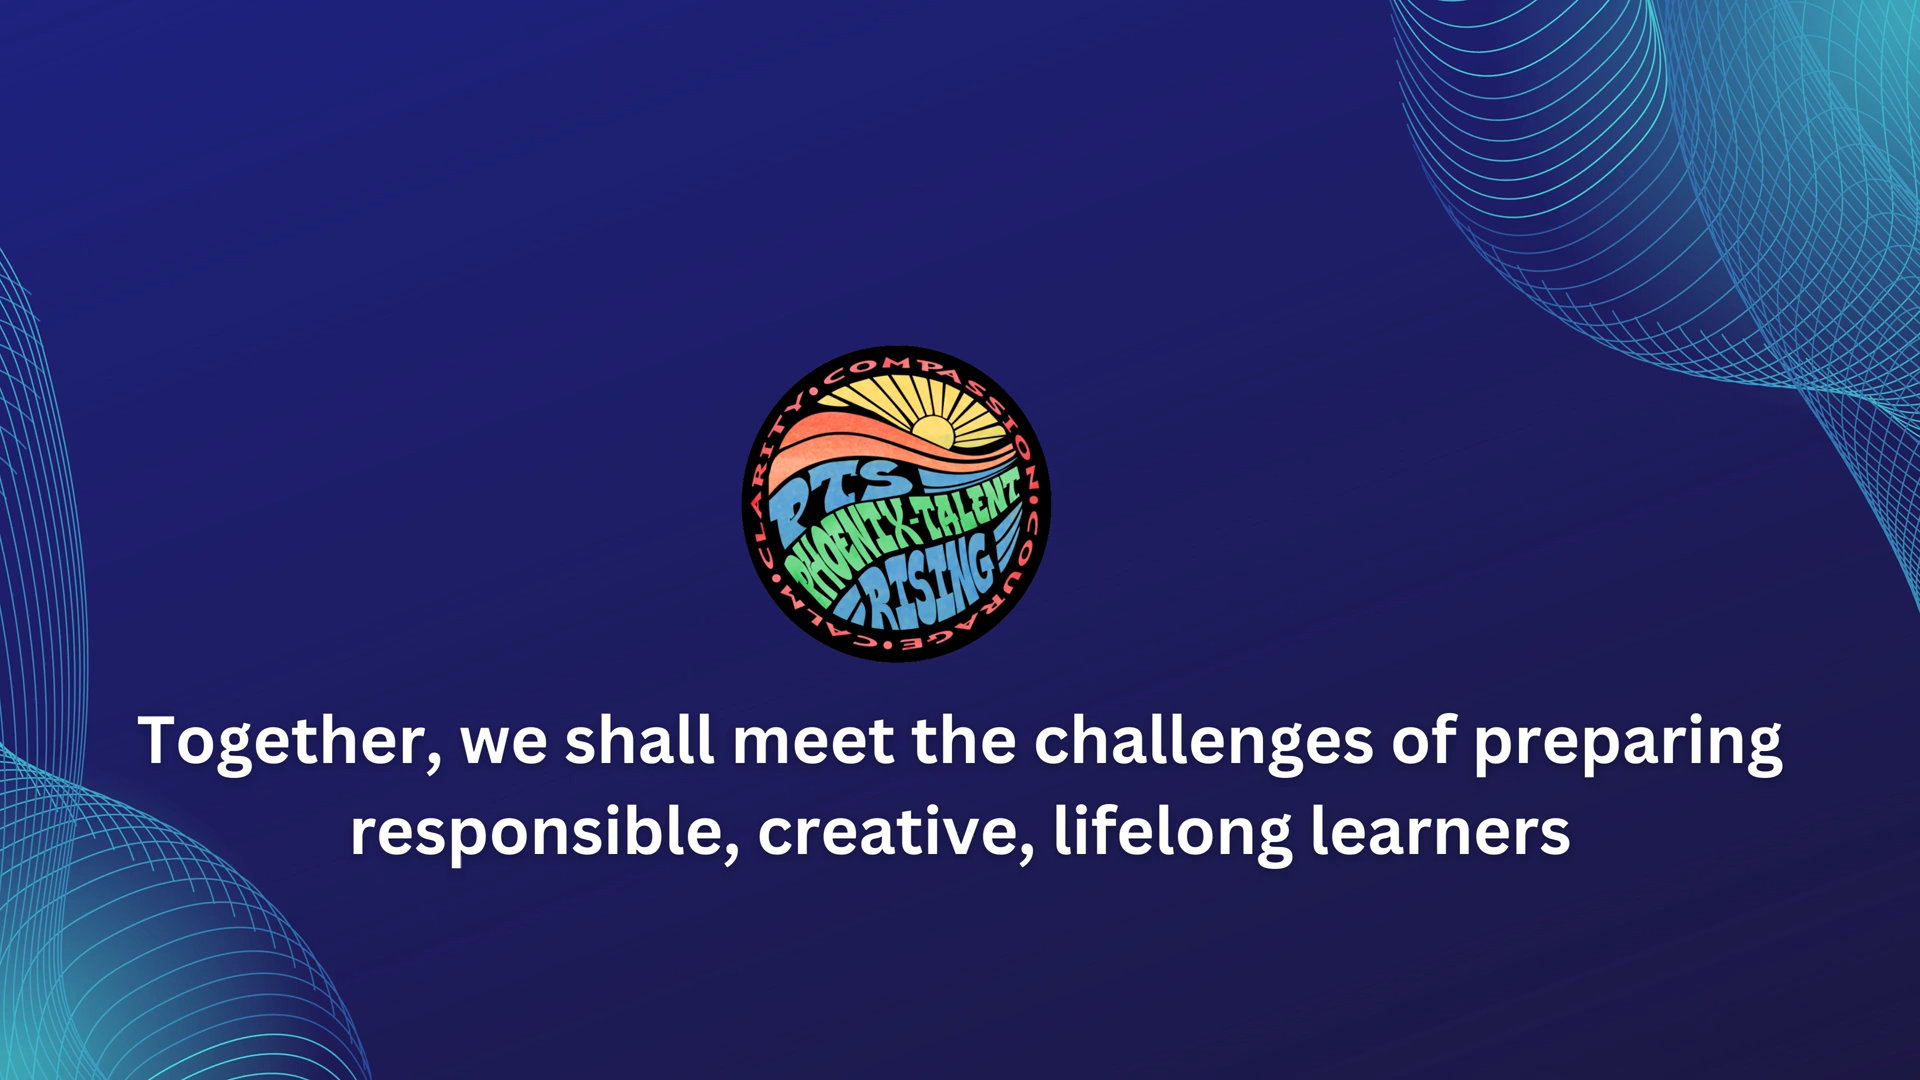 CLARITY • COMPASSION • COURAGE • CALM •
PTS
PHOENIX-TALENT
RISING
Together, we shall meet the challenges of preparing
responsible, creative, lifelong learners